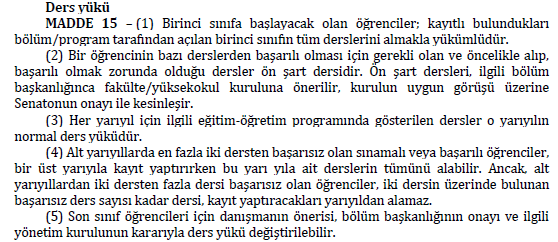 Ders yükü
MADDE 15 – (1) Birinci sınıfa başlayacak olan öğrenciler; kayıtlı bulundukları
bölüm/program tarafından açılan birinci sınıfın tüm derslerini almakla yükümlüdür.
(2) Bir öğrencinin bazı derslerden başarılı olması için gerekli olan ve öncelikle alıp,
başarılı olmak zorunda olduğu dersler ön şart dersidir. Ön şart dersleri, ilgili bölüm
başkanlığınca fakülte/yüksekokul kuruluna önerilir, kurulun uygun görüşü üzerine
Senatonun onayı ile kesinleşir.
(3) Her yarıyıl için ilgili eğitim-öğretim programında gösterilen dersler o yarıyılın
normal ders yüküdür.
(4) Alt yarıyıllarda en fazla iki dersten başarısız olan sınamalı veya başarılı öğrenciler,
bir üst yarıyıla kayıt yaptırırken bu yarı yıla ait derslerin tümünü alabilir. Ancak, alt
yarıyıllardan iki dersten fazla dersi başarısız olan öğrenciler, iki dersin üzerinde bulunan
başarısız ders sayısı kadar dersi, kayıt yaptıracakları yarıyıldan alamaz.
(5) Son sınıf öğrencileri için danışmanın önerisi, bölüm başkanlığının onayı ve ilgili
yönetim kurulunun kararıyla ders yükü değiştirilebilir.